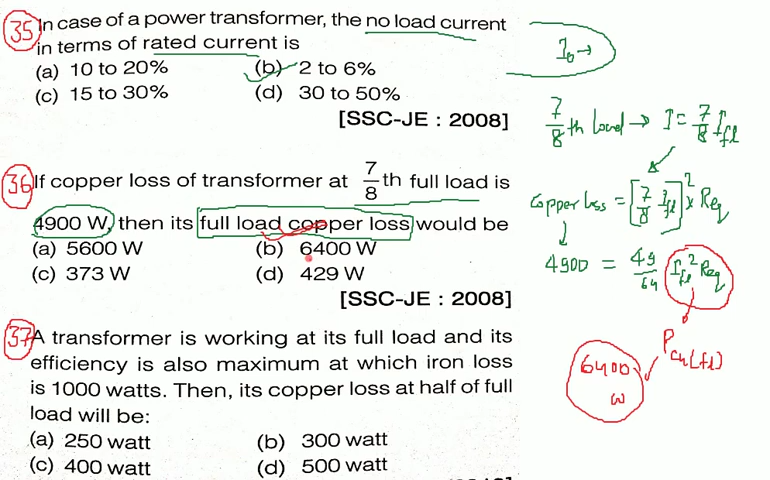 35 In case of a power transformer, the no load current
in terms of rated current is
(a) 10 to 20% (b) 2 to 6%
(c) 15 to 30% (d) 30 to 50%
[SSC-JE : 2008]
36 If copper loss of transformer at 7/8 th full load is
4900 W, then its full load copper loss would be
(a) 5600 W (b) 6400 W
(c) 373 W (d) 429 W
[SSC-JE : 2008]
37 A transformer is working at its full load and its
efficiency is also maximum at which iron loss
is 1000 watts. Then, its copper loss at half of full
load will be:
(a) 250 watt (b) 300 watt
(c) 400 watt (d) 500 watt
I₀ →
7/8 th load → I = 7/8 Ifl
copper loss = [7/8 Ifl]² × Req
4900 = 49/64 Ifl² Req
Pcu(fl)
6400
W